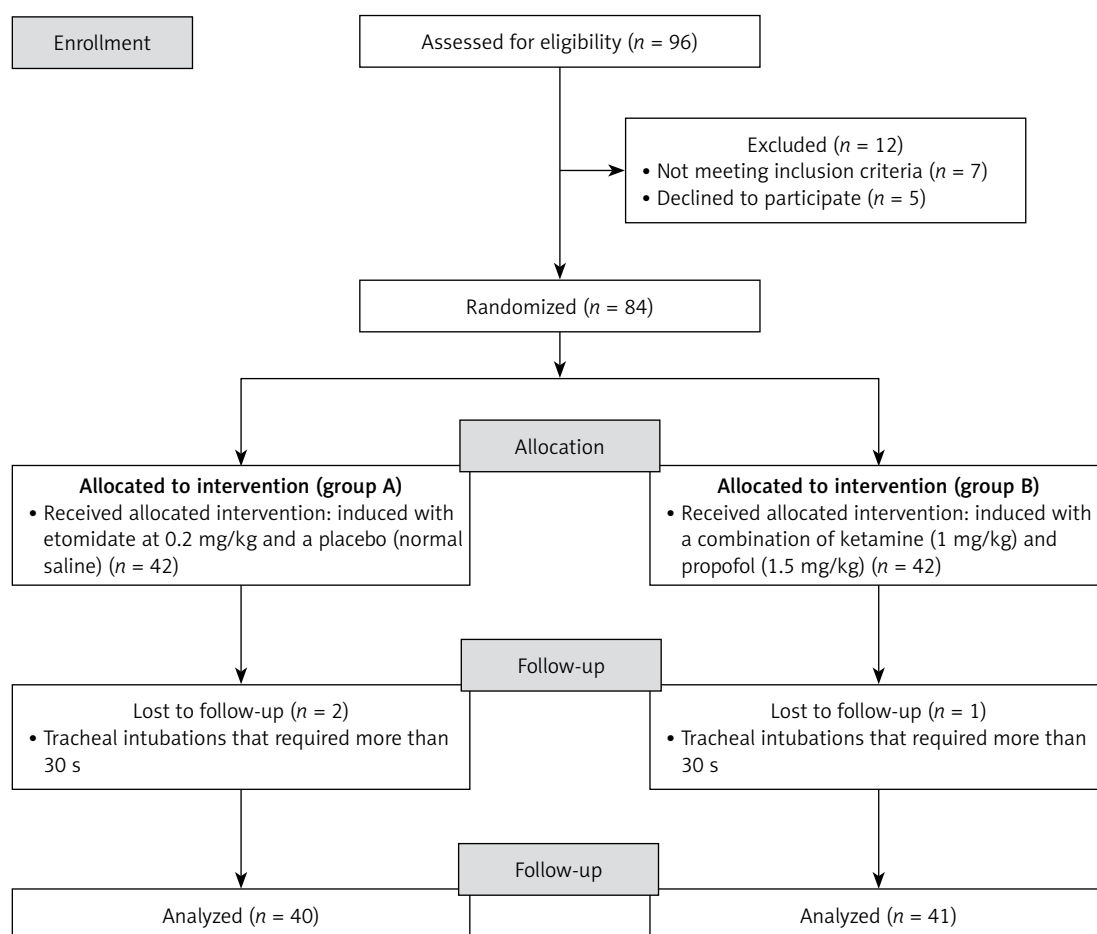 Enrollment
Assessed for eligibility (n = 96)
Excluded (n = 12)
• Not meeting inclusion criteria (n = 7)
• Declined to participate (n = 5)
Randomized (n = 84)
Allocation
Allocated to intervention (group A)
• Received allocated intervention: induced with
etomidate at 0.2 mg/kg and a placebo (normal
saline) (n = 42)
Allocated to intervention (group B)
• Received allocated intervention: induced with
a combination of ketamine (1 mg/kg) and
propofol (1.5 mg/kg) (n = 42)
Follow-up
Lost to follow-up (n = 2)
• Tracheal intubations that required more than
30 s
Lost to follow-up (n = 1)
• Tracheal intubations that required more than
30 s
Follow-up
Analyzed (n = 40)
Analyzed (n = 41)